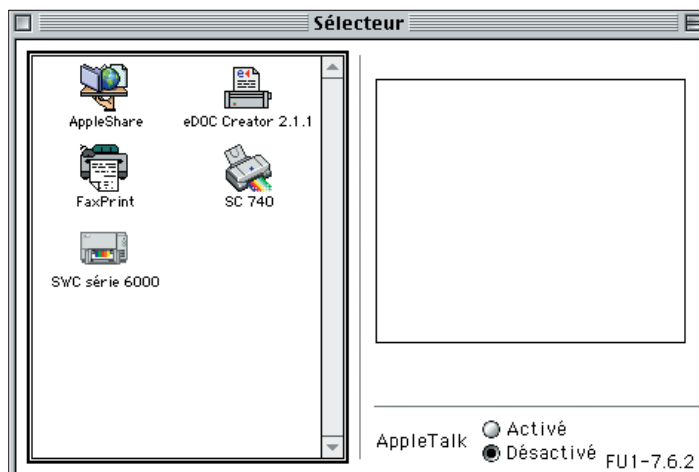 Sélecteur
AppleShare
eDOC Creator 2.1.1
FaxPrint
SC 740
SWC série 6000
AppleTalk
Activé
Désactivé
FU1-7.6.2